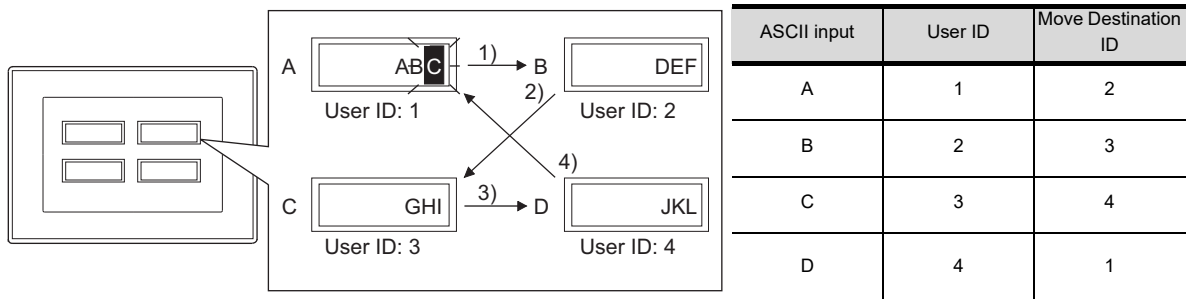 A ABC 1) B DEF
User ID: 1 2) User ID: 2
4)
C GHI 3) D JKL
User ID: 3 User ID: 4
ASCII input User ID Move Destination
ID
A 1 2
B 2 3
C 3 4
D 4 1